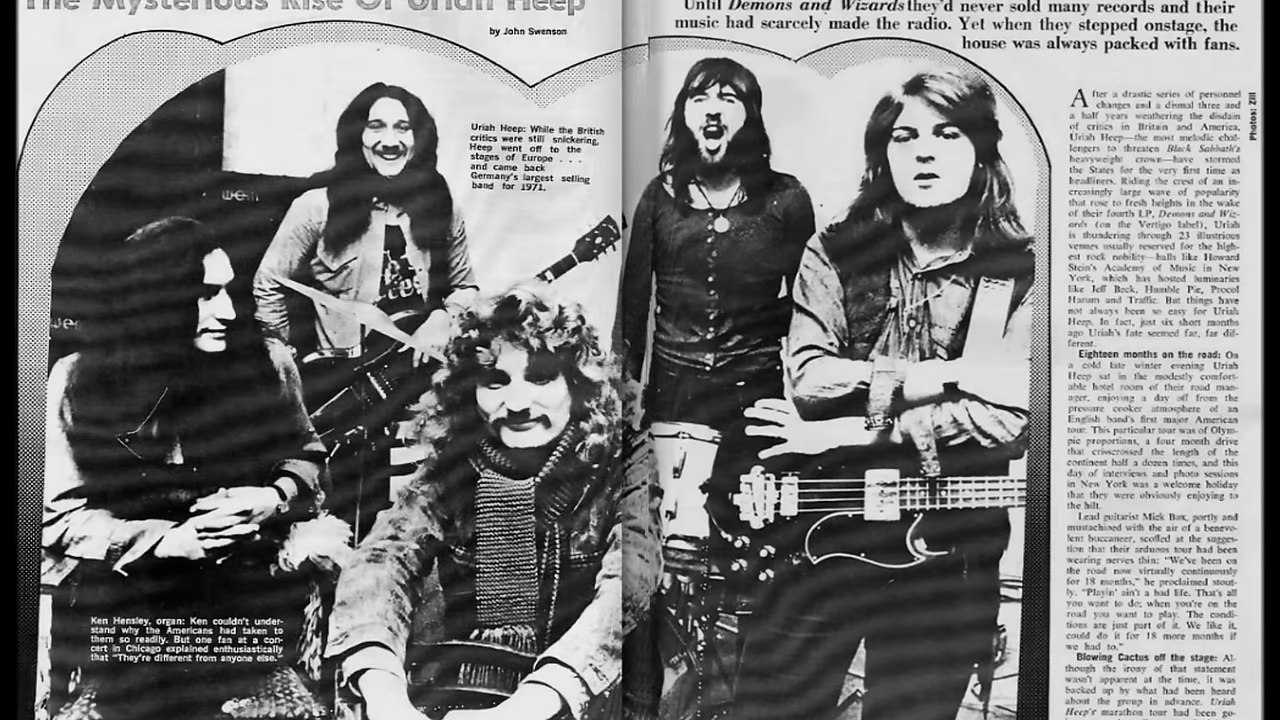 The Mysterious Rise Of Uriah Heep
by John Swenson
Until Demons and Wizards they'd never sold many records and their
music had scarcely made the radio. Yet when they stepped onstage, the
house was always packed with fans.
Uriah Heep: While the British
critics were still snickering,
Heep went off to the
stages of Europe . . .
and came back
Germany's largest selling
band for 1971.
wem
wem
Ken Hensley, organ: Ken couldn't under-
stand why the Americans had taken to
them so readily. But one fan at a con-
cert in Chicago explained enthusiastically
that "They're different from anyone else."
Photos: Zill
After a drastic series of personnel
changes and a dismal three and
a half years weathering the disdain
of critics in Britain and America,
Uriah Heep—the most melodic chal-
lengers to threaten Black Sabbath's
heavyweight crown—have stormed
the States for the very first time as
headliners. Riding the crest of an in-
creasingly large wave of popularity
that rose to fresh heights in the wake
of their fourth LP, Demons and Wiz-
ards (on the Vertigo label), Uriah
is thundering through 23 illustrious
venues usually reserved for the high-
est rock nobility—halls like Howard
Stein's Academy of Music in New
York, which has hosted luminaries
like Jeff Beck, Humble Pie, Procol
Harum and Traffic. But things have
not always been so easy for Uriah
Heep. In fact, just six short months
ago Uriah's fate seemed far, far dif-
ferent.
Eighteen months on the road: On
a cold late winter evening Uriah
Heep sat in the modestly comfort-
able hotel room of their road man-
ager, enjoying a day off from the
pressure cooker atmosphere of an
English band's first major American
tour. This particular tour was of Olym-
pic proportions, a four month drive
that crisscrossed the length of the
continent half a dozen times, and this
day of interviews and photo sessions
in New York was a welcome holiday
that they were obviously enjoying to
the hilt.
Lead guitarist Mick Box, portly and
mustachioed with the air of a benevo-
lent buccaneer, scoffed at the sugges-
tion that their arduous tour had been
wearing nerves thin: "We've been on
the road now virtually continuously
for 18 months," he proclaimed stout-
ly. "Playin' ain't a bad life. That's all
you want to do; when you're on the
road you want to play. The condi-
tions are just part of it. We like it,
could do it for 18 more months if
we had to."
Blowing Cactus off the stage: Al-
though the irony of that statement
wasn't apparent at the time, it was
backed up by what had been heard
about the group in advance. Uriah
Heep's marathon tour had been go-